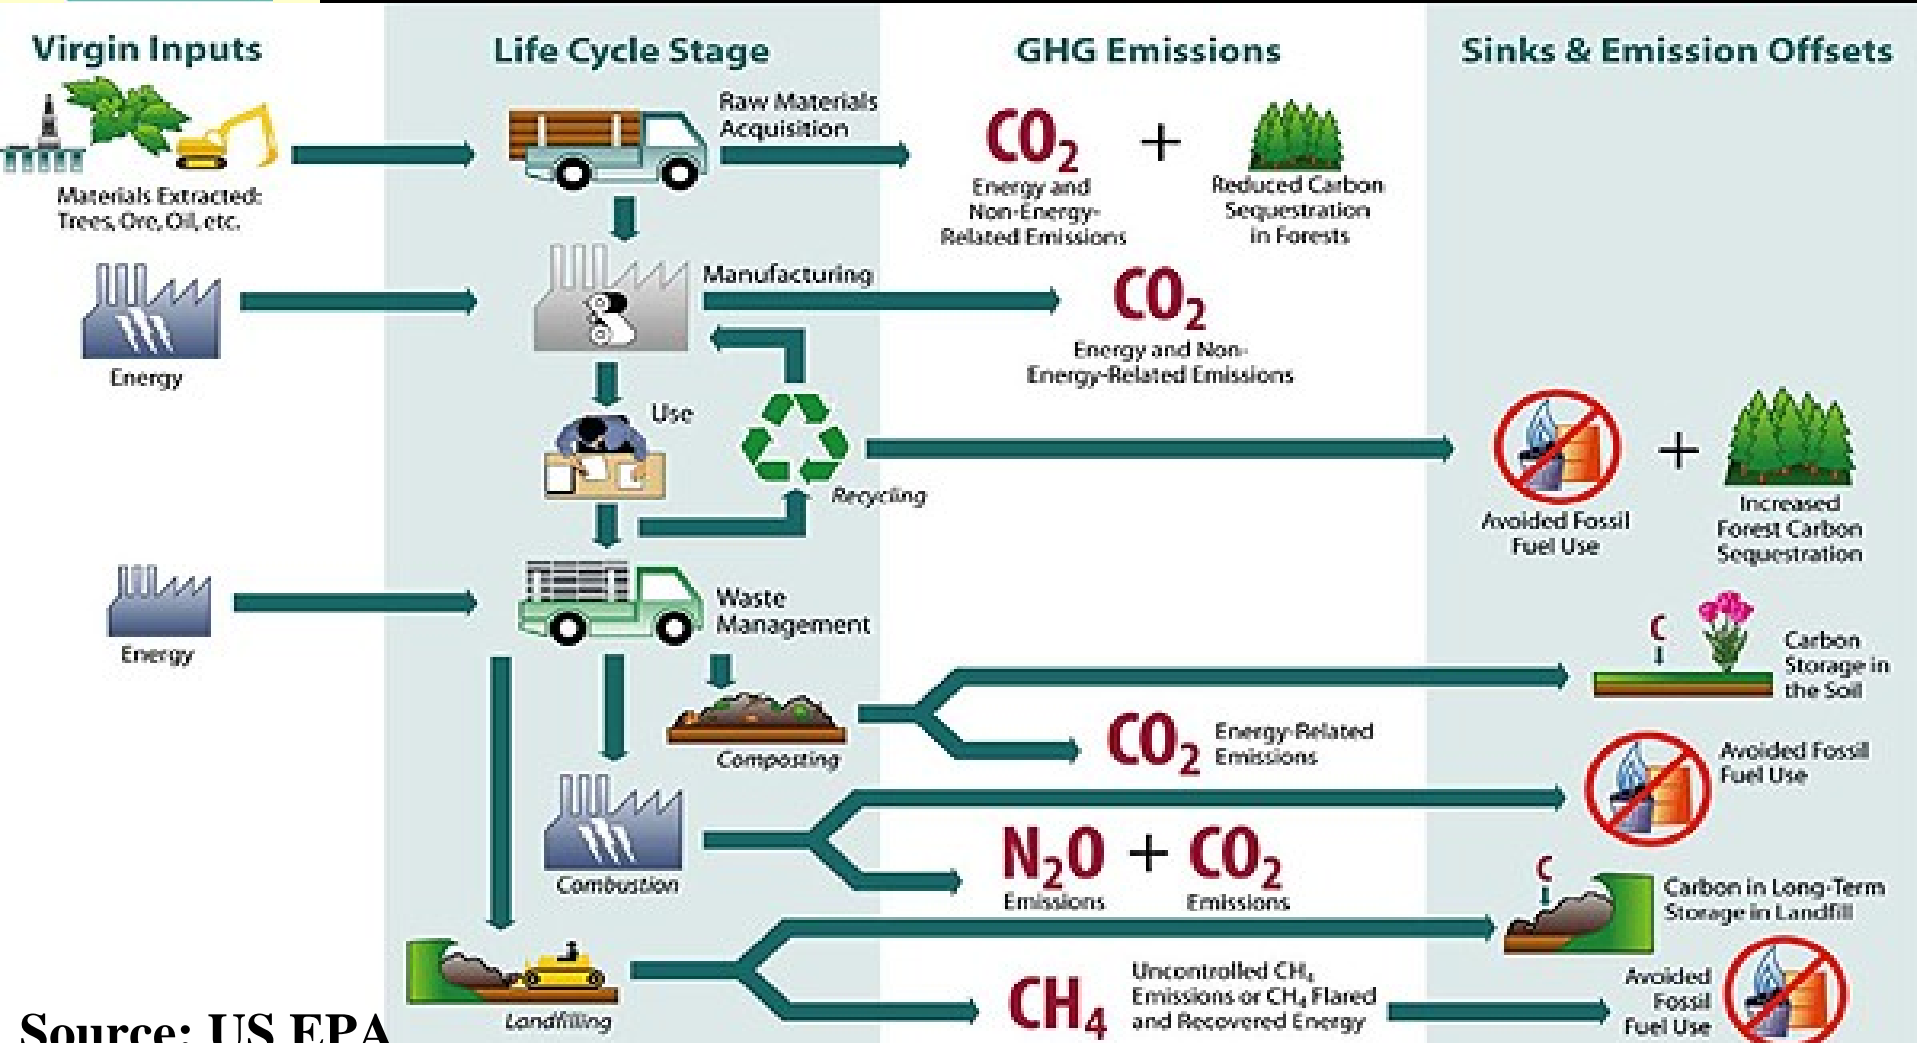 Virgin Inputs
Life Cycle Stage
GHG Emissions
Sinks & Emission Offsets
Materials Extracted:
Trees, Ore, Oil, etc.
Raw Materials
Acquisition
CO2
+
Energy and
Non-Energy-
Related Emissions
Reduced Carbon
Sequestration
in Forests
Energy
Manufacturing
CO2
Energy and Non-
Energy-Related Emissions
Use
Recycling
+
Avoided Fossil
Fuel Use
Increased
Forest Carbon
Sequestration
Energy
Waste
Management
C
Carbon
Storage in
the Soil
Composting
CO2
Energy-Related
Emissions
Avoided Fossil
Fuel Use
Combustion
N2O + CO2
Emissions
Emissions
C
Carbon in Long-Term
Storage in Landfill
Landfilling
CH4
Uncontrolled CH4
Emissions or CH4 Flared
and Recovered Energy
Avoided
Fossil
Fuel Use
Source: US EPA